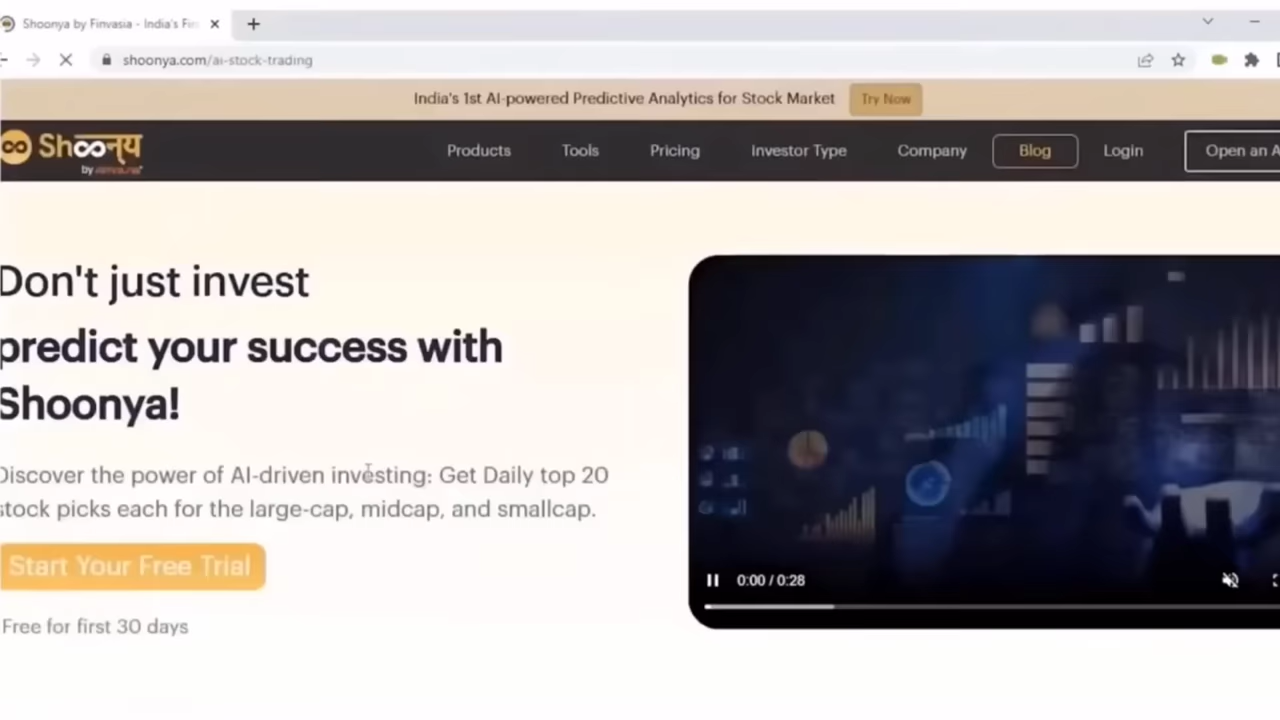 Shoonya by Finvasia - India's Fin
shoonya.com/ai-stock-trading
India's 1st AI-powered Predictive Analytics for Stock Market Try Now
Shoonय
by
Products Tools Pricing Investor Type Company Blog Login Open an A
Don't just invest
predict your success with
Shoonya!
Discover the power of AI-driven investing: Get Daily top 20
stock picks each for the large-cap, midcap, and smallcap.
Start Your Free Trial
Free for first 30 days
0:00 / 0:28